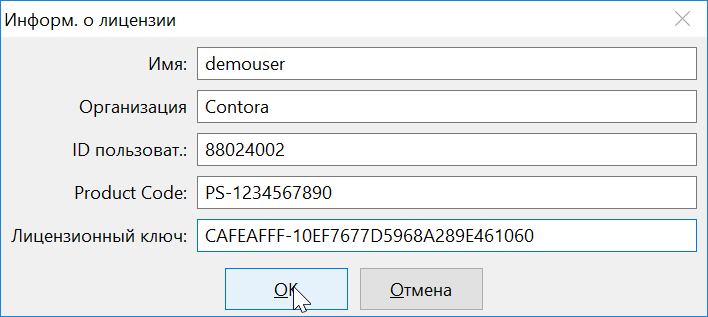 Информ. о лицензии
Имя: demouser
Организация Contora
ID пользоват.: 88024002
Product Code: PS-1234567890
Лицензионный ключ: CAFEAFFF-10EF7677D5968A289E461060
OK Отмена